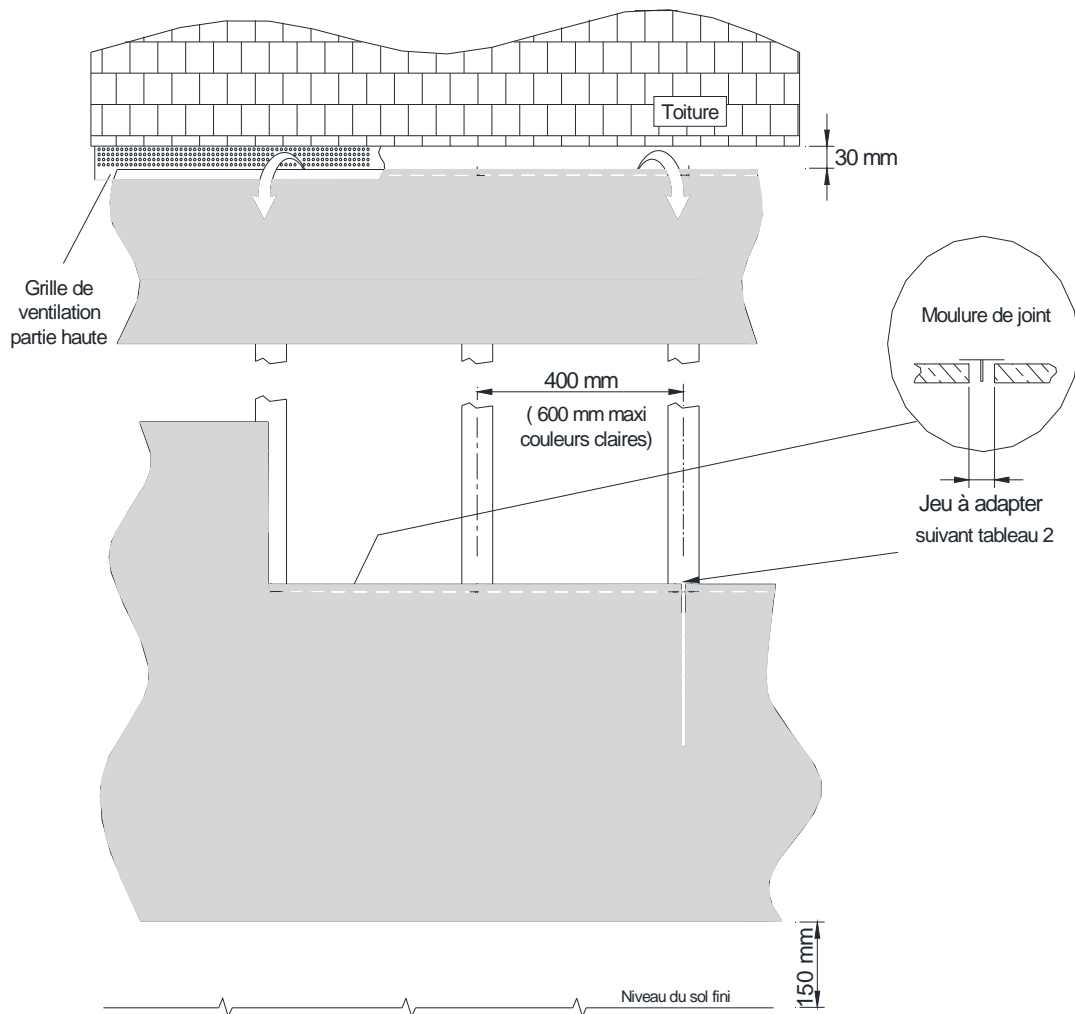 Toiture
30 mm
Grille de
ventilation
partie haute
Moulure de joint
400 mm
( 600 mm maxi
couleurs claires)
Jeu à adapter
suivant tableau 2
150 mm
Niveau du sol fini